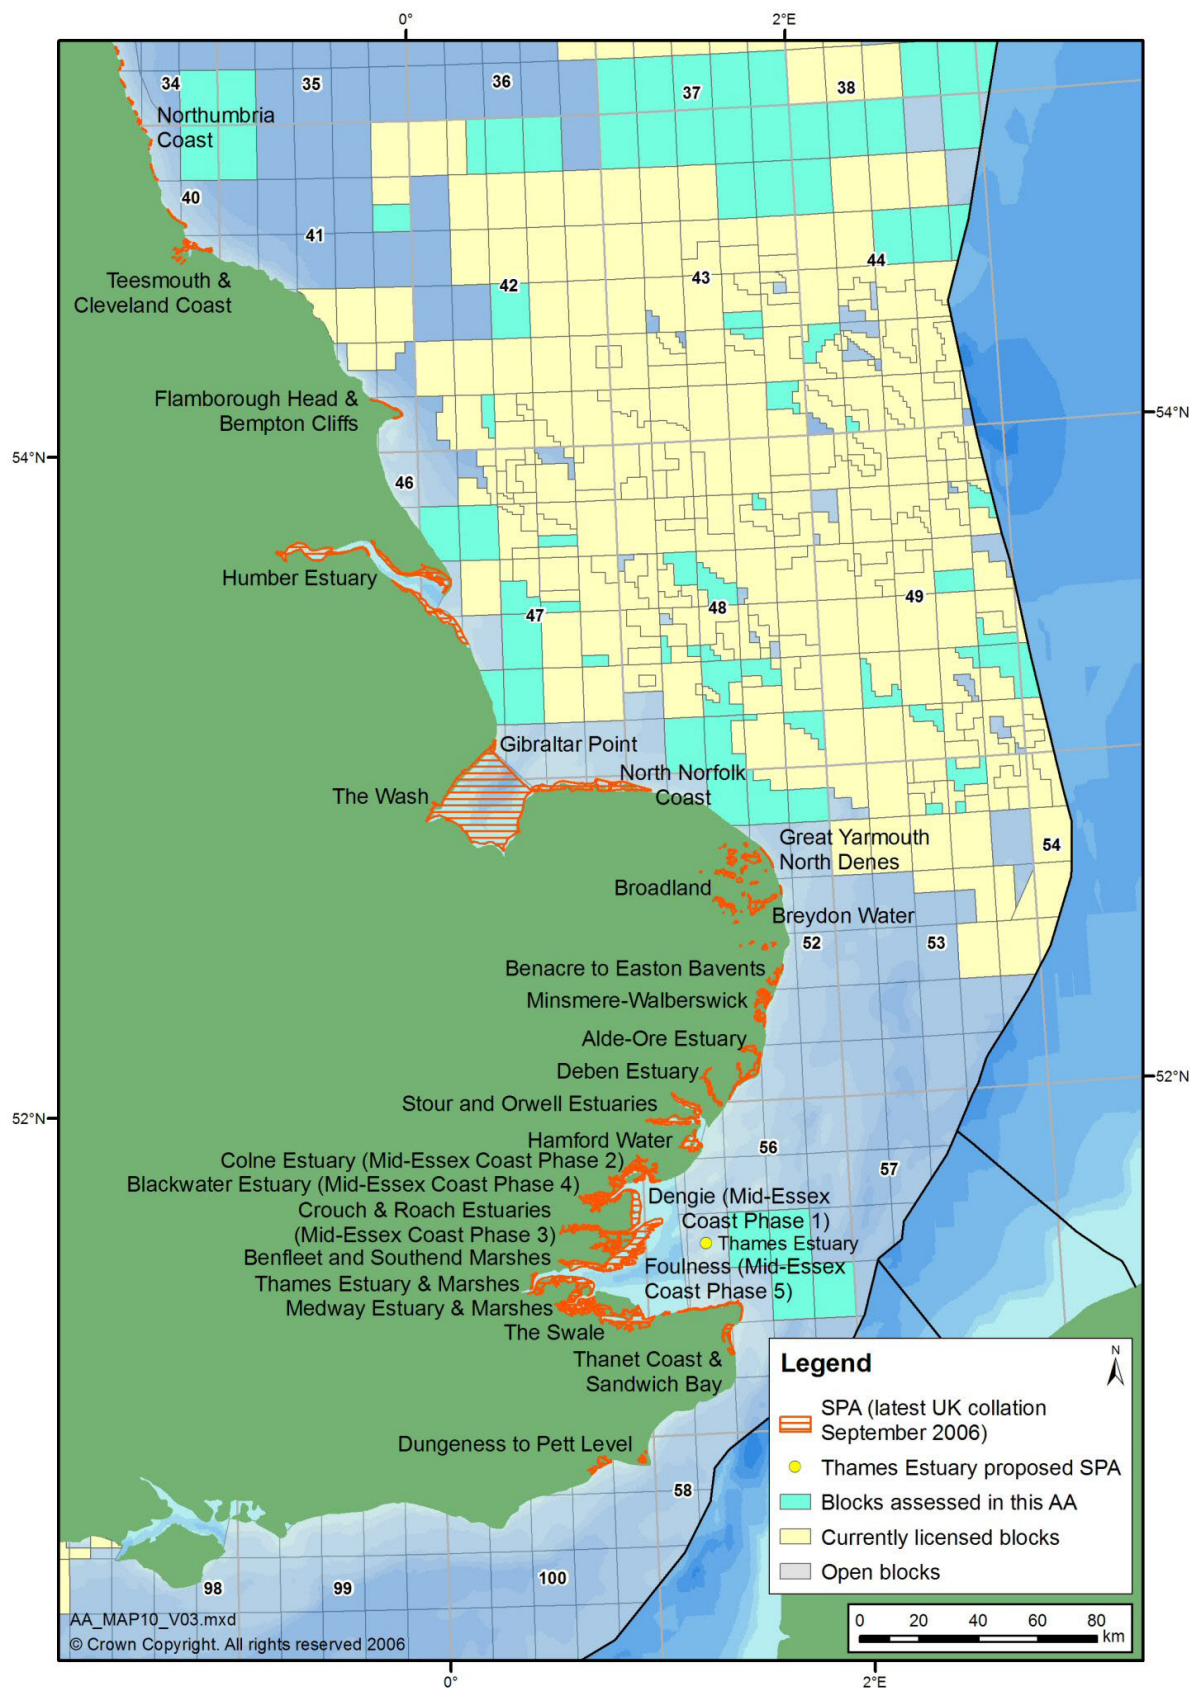 0°
2°E
34
35
36
37
38
Northumbria
Coast
40
41
42
43
44
Teesmouth &
Cleveland Coast
Flamborough Head &
Bempton Cliffs
54°N
54°N
46
Humber Estuary
47
48
49
Gibraltar Point
The Wash
North Norfolk
Coast
Great Yarmouth
North Denes
54
Broadland
Breydon Water
52
53
Benacre to Easton Bavents
Minsmere-Walberswick
Alde-Ore Estuary
Deben Estuary
52°N
52°N
Stour and Orwell Estuaries
Hamford Water
56
57
Colne Estuary (Mid-Essex Coast Phase 2)
Blackwater Estuary (Mid-Essex Coast Phase 4)
Dengie (Mid-Essex
Coast Phase 1)
Crouch & Roach Estuaries
(Mid-Essex Coast Phase 3)
Thames Estuary
Benfleet and Southend Marshes
Foulness (Mid-Essex
Coast Phase 5)
Thames Estuary & Marshes
Medway Estuary & Marshes
The Swale
Thanet Coast &
Sandwich Bay
Dungeness to Pett Level
58
98
99
100
Legend
N
SPA (latest UK collation
September 2006)
Thames Estuary proposed SPA
Blocks assessed in this AA
Currently licensed blocks
Open blocks
0 20 40 60 80
km
AA_MAP10_V03.mxd
© Crown Copyright. All rights reserved 2006
0°
2°E